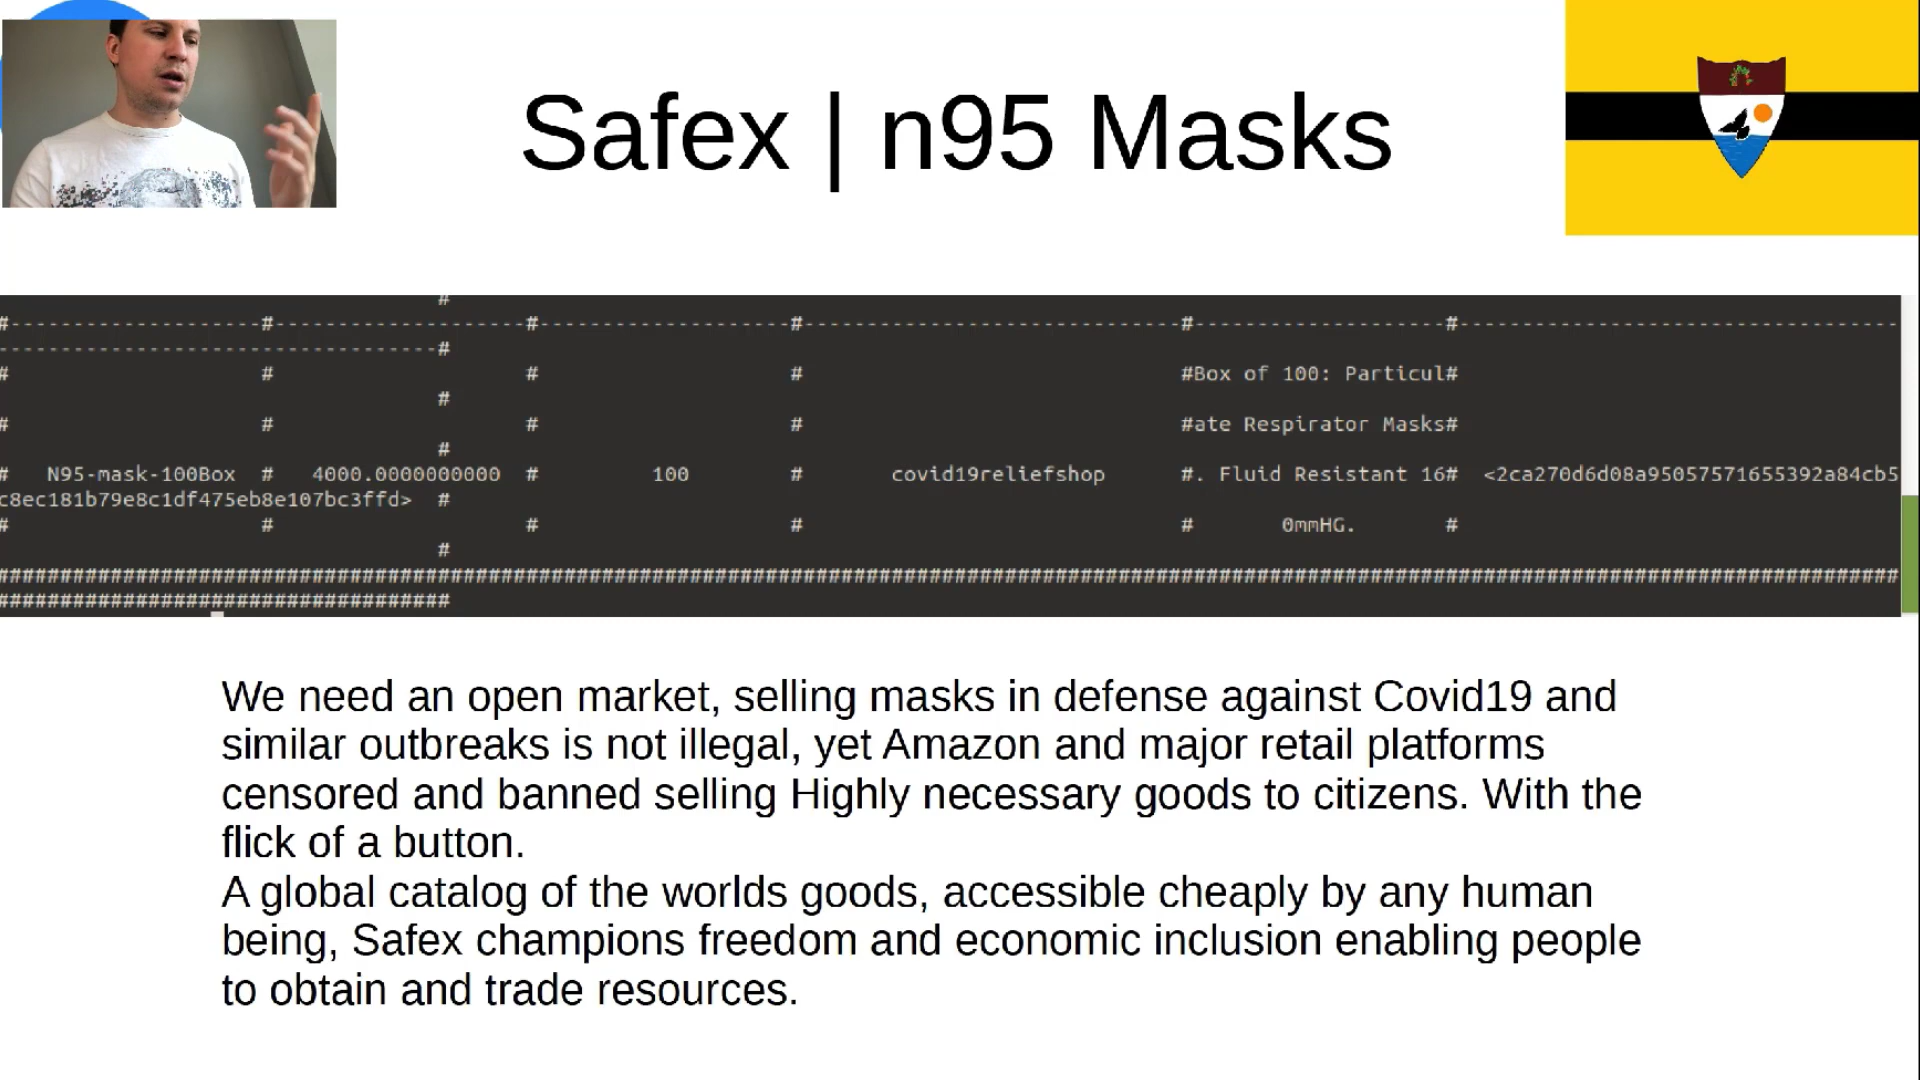 Safex | n95 Masks
#
#---------------------#---------------------#---------------------#-------------------------------#---------------------#------------------------------------
------------------------------------#
# # # # #Box of 100: Particul#
#
# # # # #ate Respirator Masks#
#
# N95-mask-100Box # 4000.0000000000 # 100 # covid19reliefshop #. Fluid Resistant 16# <2ca270d6d08a95057571655392a84cb5
c8ec181b79e8c1df475eb8e107bc3ffd> #
# # # # # 0mmHG. #
#
#######################################################################################################################################################
####################################
We need an open market, selling masks in defense against Covid19 and
similar outbreaks is not illegal, yet Amazon and major retail platforms
censored and banned selling Highly necessary goods to citizens. With the
flick of a button.
A global catalog of the worlds goods, accessible cheaply by any human
being, Safex champions freedom and economic inclusion enabling people
to obtain and trade resources.